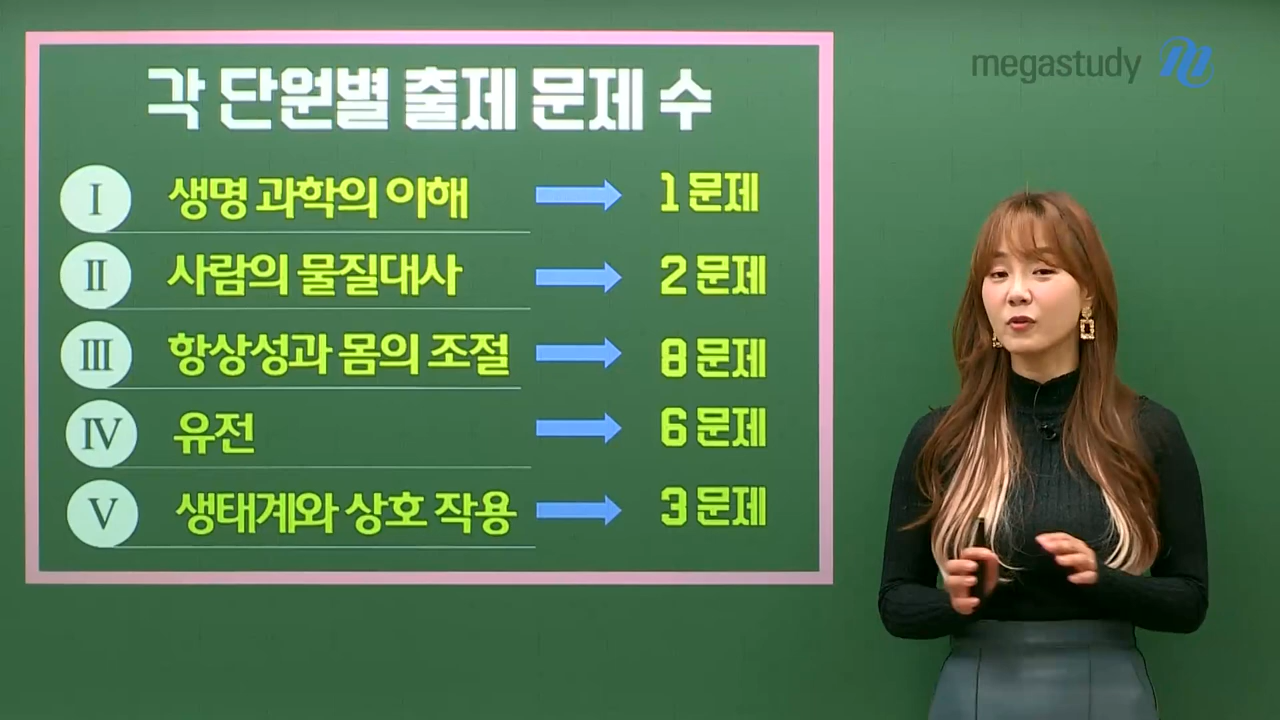 megastudy
각 단원별 출제 문제 수
Ⅰ 생명 과학의 이해 1 문제
Ⅱ 사람의 물질대사 2 문제
Ⅲ 항상성과 몸의 조절 8 문제
Ⅳ 유전 6 문제
Ⅴ 생태계와 상호 작용 3 문제